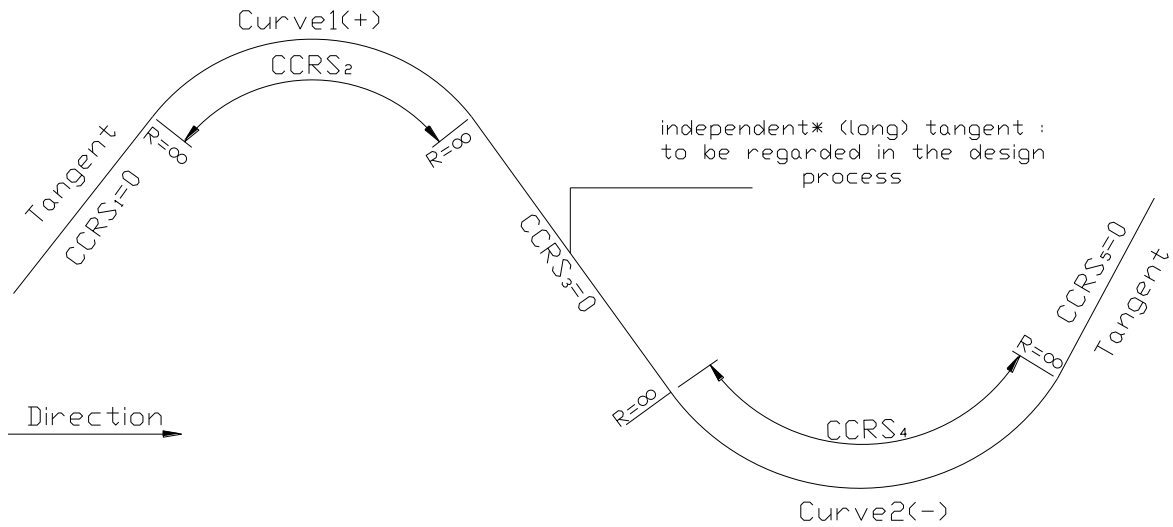 Curve1(+)
CCRS₂
Tangent
R=∞
R=∞
CCRS₁=0
independent* (long) tangent :
to be regarded in the design
process
CCRS₃=0
CCRS₅=0
Tangent
R=∞
R=∞
Direction
CCRS₄
Curve2(-)